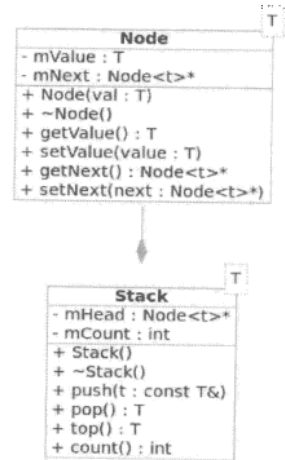 T
Node
- mValue : T
- mNext : Node<t>*
+ Node(val : T)
+ ~Node()
+ getValue() : T
+ setValue(value : T)
+ getNext() : Node<t>*
+ setNext(next : Node<t>*)
T
Stack
- mHead : Node<t>*
- mCount : int
+ Stack()
+ ~Stack()
+ push(t : const T&)
+ pop() : T
+ top() : T
+ count() : int